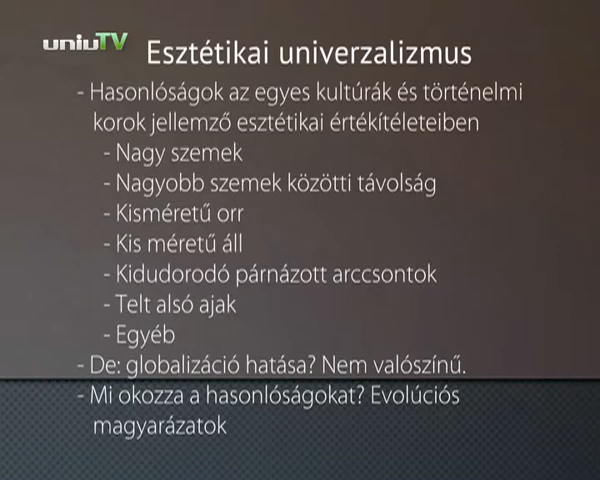 uniuTV
Esztétikai univerzalizmus
- Hasonlóságok az egyes kultúrák és történelmi
korok jellemző esztétikai értékítéleteiben
- Nagy szemek
- Nagyobb szemek közötti távolság
- Kisméretű orr
- Kis méretű áll
- Kidudorodó párnázott arccsontok
- Telt alsó ajak
- Egyéb
- De: globalizáció hatása? Nem valószínű.
- Mi okozza a hasonlóságokat? Evolúciós
magyarázatok